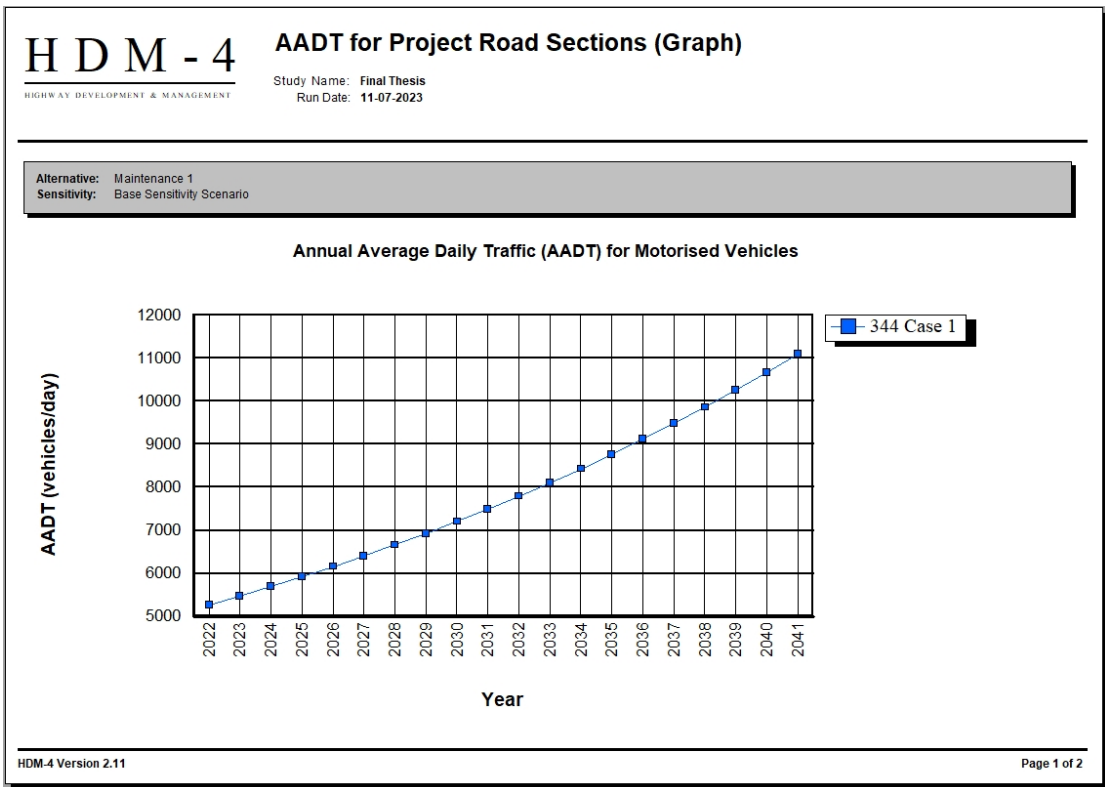 HDM-4
HIGHWAY DEVELOPMENT & MANAGEMENT
AADT for Project Road Sections (Graph)
Study Name: Final Thesis
Run Date: 11-07-2023
Alternative: Maintenance 1
Sensitivity: Base Sensitivity Scenario
Annual Average Daily Traffic (AADT) for Motorised Vehicles
AADT (vehicles/day)
12000
11000
10000
9000
8000
7000
6000
5000
344 Case 1
2022 2023 2024 2025 2026 2027 2028 2029 2030 2031 2032 2033 2034 2035 2036 2037 2038 2039 2040 2041
Year
HDM-4 Version 2.11
Page 1 of 2